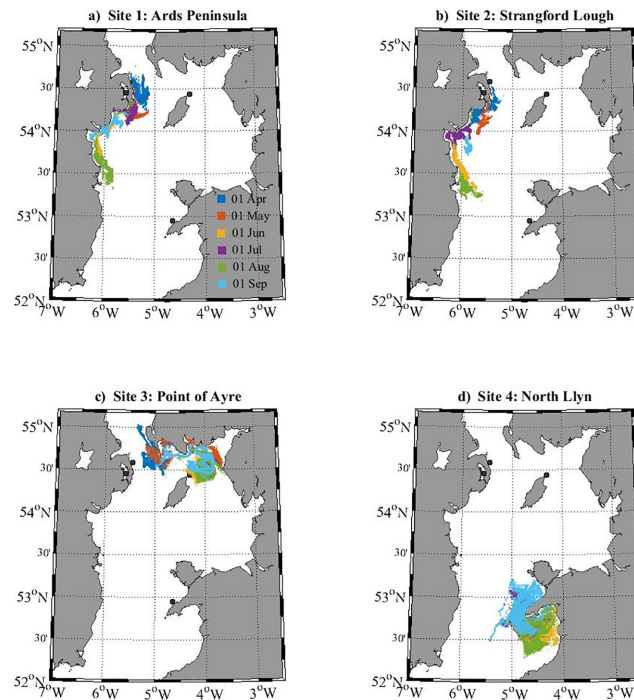 a) Site 1: Ards Peninsula
55°N
30'
54°N
30'
53°N
30'
52°N
7°W 6°W 5°W 4°W 3°W
01 Apr
01 May
01 Jun
01 Jul
01 Aug
01 Sep
b) Site 2: Strangford Lough
55°N
30'
54°N
30'
53°N
30'
52°N
7°W 6°W 5°W 4°W 3°W
c) Site 3: Point of Ayre
55°N
30'
54°N
30'
53°N
30'
52°N
7°W 6°W 5°W 4°W 3°W
d) Site 4: North Llyn
55°N
30'
54°N
30'
53°N
30'
52°N
7°W 6°W 5°W 4°W 3°W